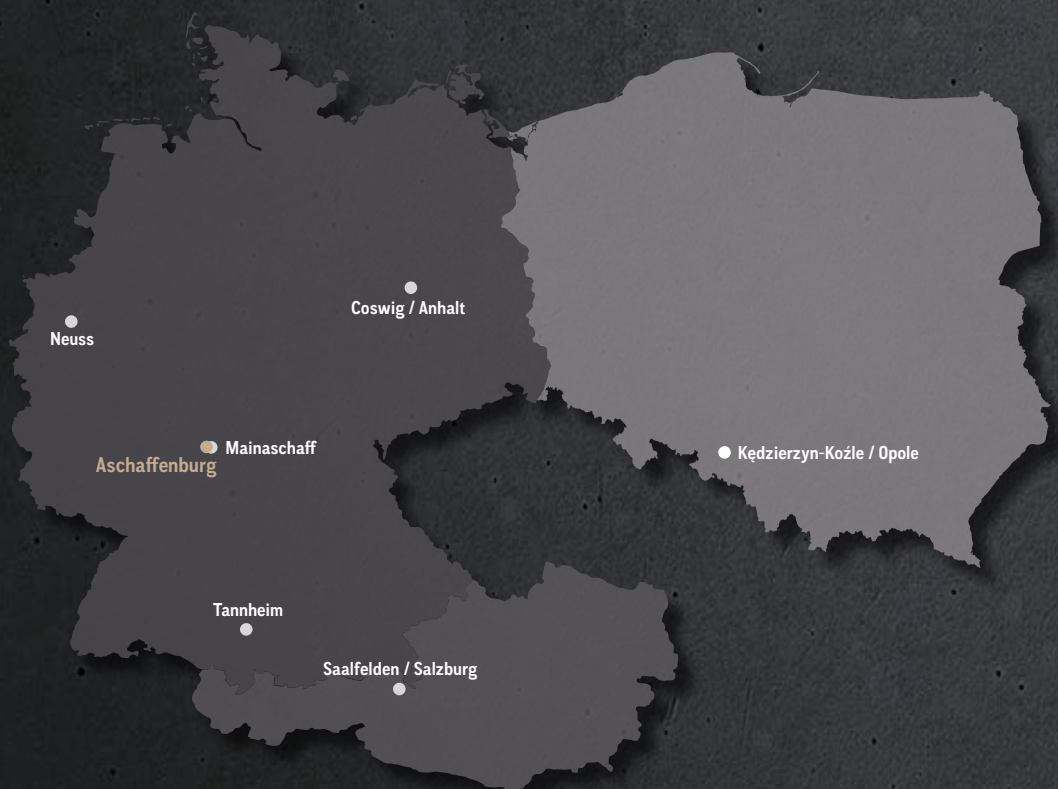 Coswig / Anhalt
Neuss
Mainaschaff
Aschaffenburg
Kędzierzyn-Koźle / Opole
Tannheim
Saalfelden / Salzburg